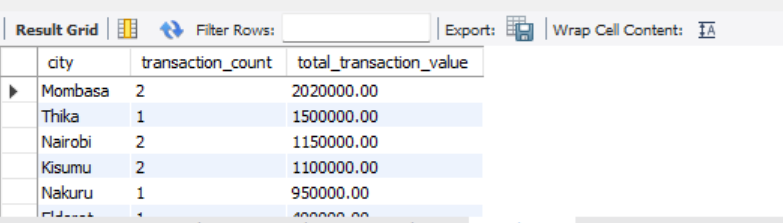 Result Grid Filter Rows: Export: Wrap Cell Content:
city transaction_count total_transaction_value
Mombasa 2 2020000.00
Thika 1 1500000.00
Nairobi 2 1150000.00
Kisumu 2 1100000.00
Nakuru 1 950000.00